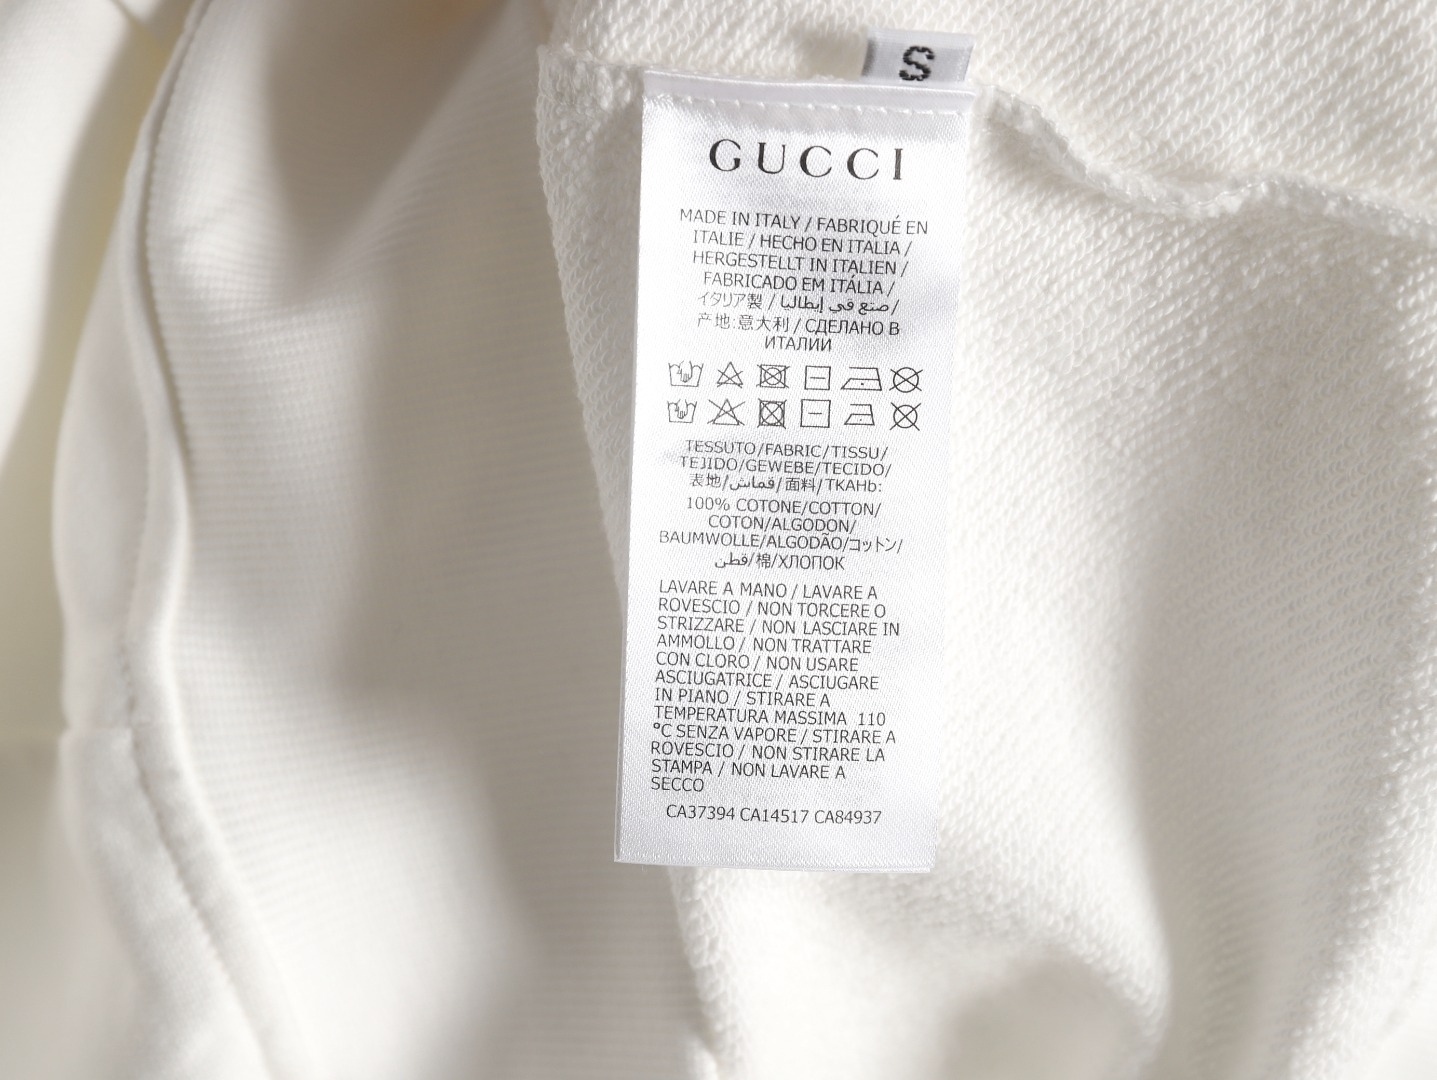 S
GUCCI
MADE IN ITALY / FABRIQUÉ EN
ITALIE / HECHO EN ITALIA /
HERGESTELLT IN ITALIEN /
FABRICADO EM ITÁLIA /
イタリア製 / صنع في إيطاليا /
产地:意大利 / СДЕЛАНО В
ИТАЛИИ
TESSUTO/FABRIC/TISSU/
TEJIDO/GEWEBE/TECIDO/
表地/قماش/面料/TKAHb:
100% COTONE/COTTON/
COTON/ALGODON/
BAUMWOLLE/ALGODÃO/コットン/
قطن/棉/ХЛОПОК
LAVARE A MANO / LAVARE A
ROVESCIO / NON TORCERE O
STRIZZARE / NON LASCIARE IN
AMMOLLO / NON TRATTARE
CON CLORO / NON USARE
ASCIUGATRICE / ASCIUGARE
IN PIANO / STIRARE A
TEMPERATURA MASSIMA 110
°C SENZA VAPORE / STIRARE A
ROVESCIO / NON STIRARE LA
STAMPA / NON LAVARE A
SECCO
CA37394 CA14517 CA84937